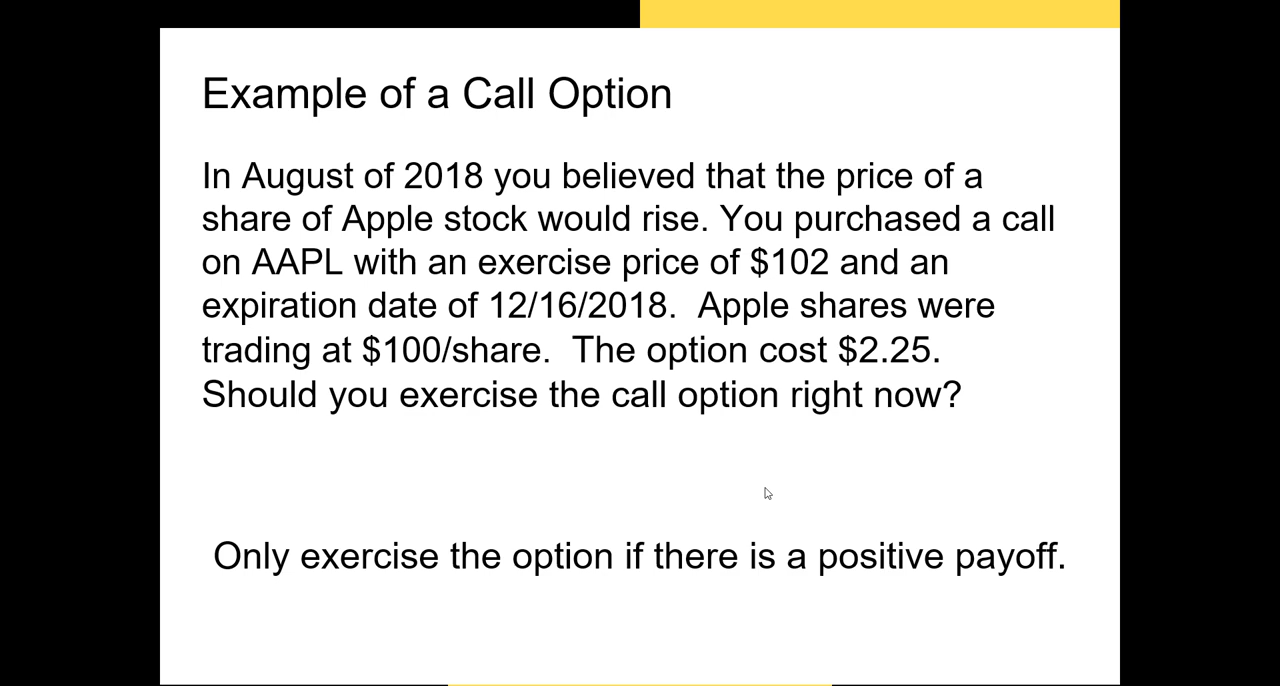 Example of a Call Option
In August of 2018 you believed that the price of a
share of Apple stock would rise. You purchased a call
on AAPL with an exercise price of $102 and an
expiration date of 12/16/2018.  Apple shares were
trading at $100/share.  The option cost $2.25.
Should you exercise the call option right now?
Only exercise the option if there is a positive payoff.